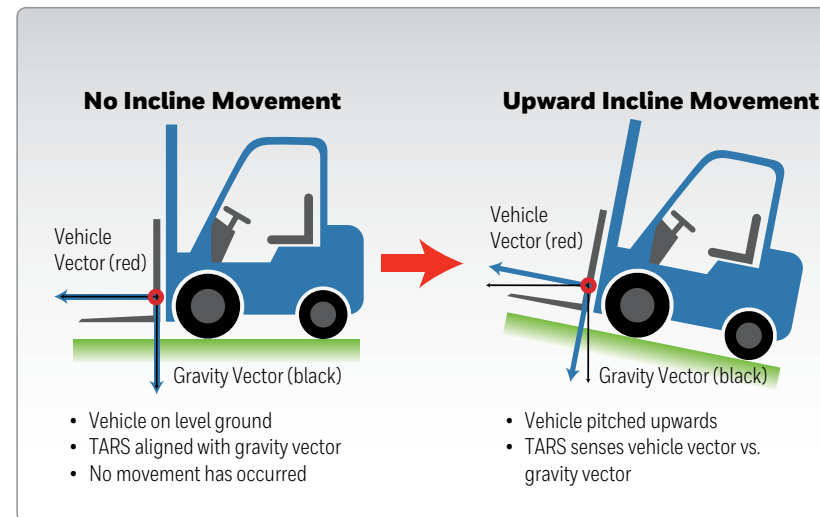 No Incline Movement
Vehicle
Vector (red)
Gravity Vector (black)
• Vehicle on level ground
• TARS aligned with gravity vector
• No movement has occurred
Upward Incline Movement
Vehicle
Vector (red)
Gravity Vector (black)
• Vehicle pitched upwards
• TARS senses vehicle vector vs.
gravity vector